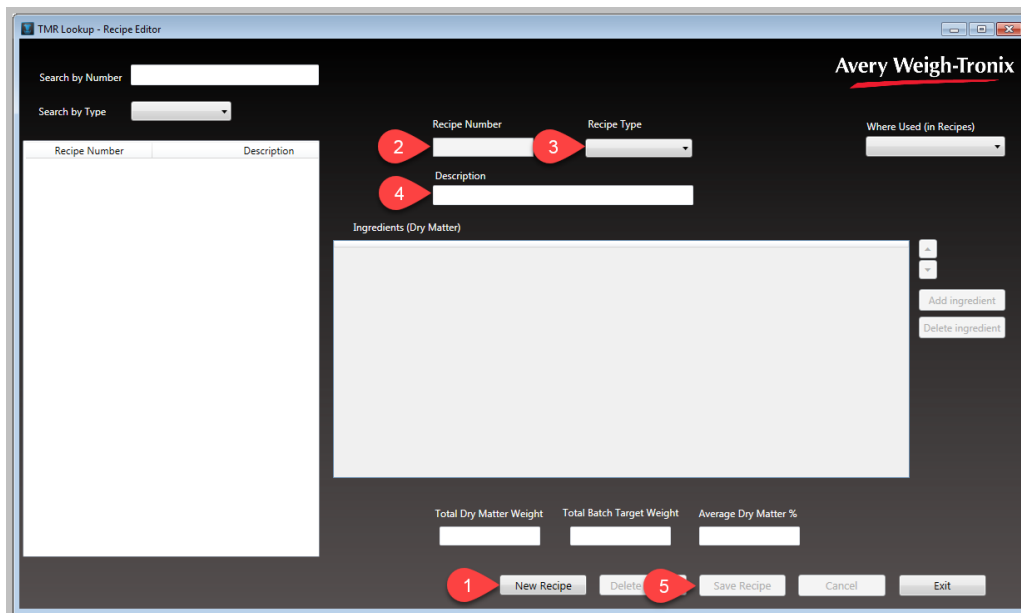 TMR Lookup - Recipe Editor
Avery Weigh-Tronix
Search by Number
Search by Type
Recipe Number Description
Recipe Number
Recipe Type
Where Used (in Recipes)
2
3
Description
4
Ingredients (Dry Matter)
Add ingredient
Delete ingredient
Total Dry Matter Weight
Total Batch Target Weight
Average Dry Matter %
1
New Recipe
Delete
5
Save Recipe
Cancel
Exit